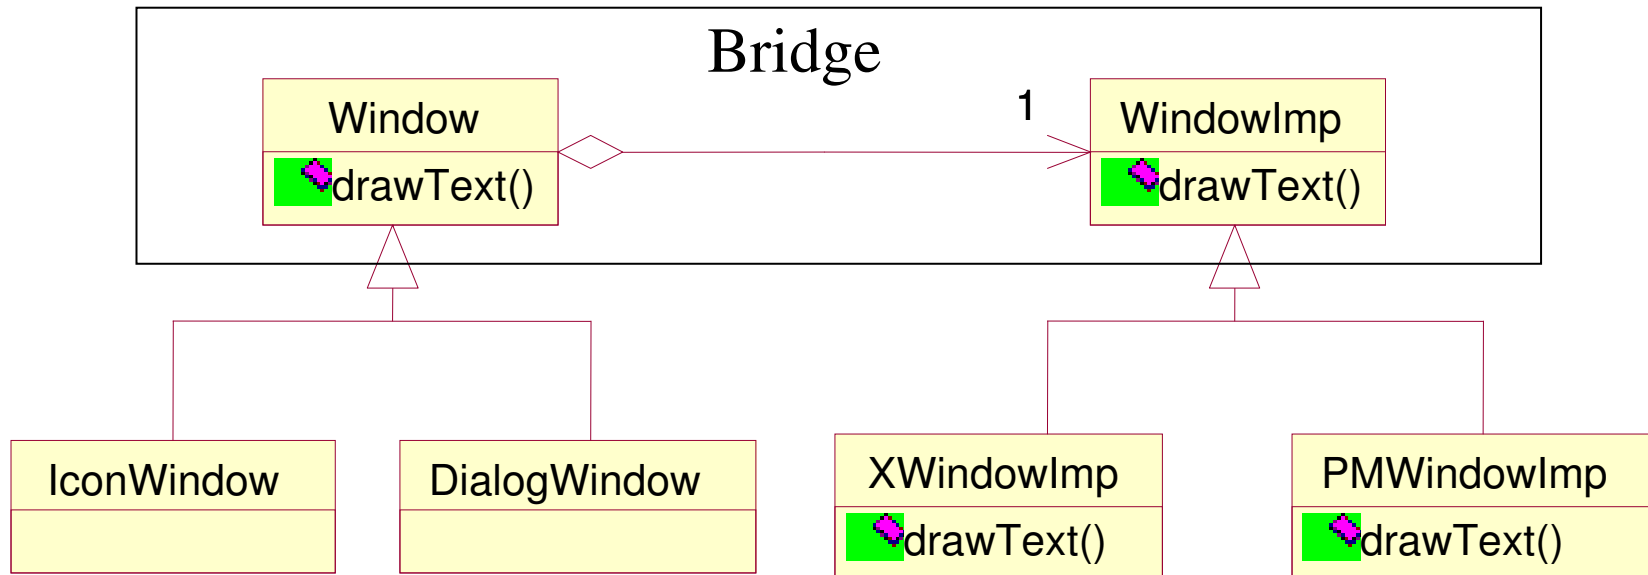 Bridge
1
Window
WindowImp
drawText()
drawText()
IconWindow
DialogWindow
XWindowImp
PMWindowImp
drawText()
drawText()